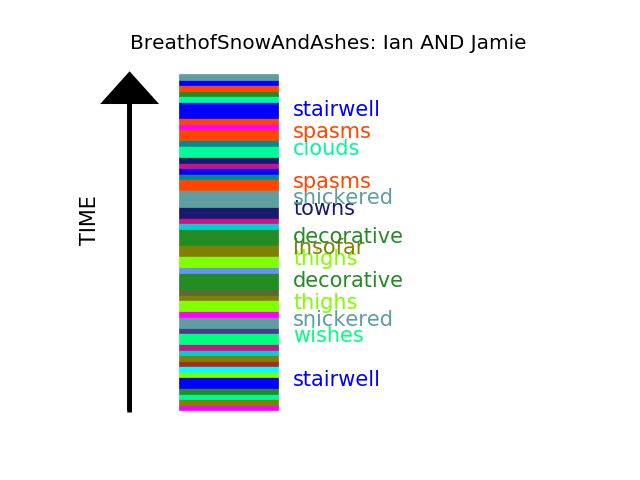 BreathofSnowAndAshes: Ian AND Jamie
TIME
stairwell
spasms
clouds
spasms
snickered
towns
decorative
insofar
thighs
decorative
thighs
snickered
wishes
stairwell